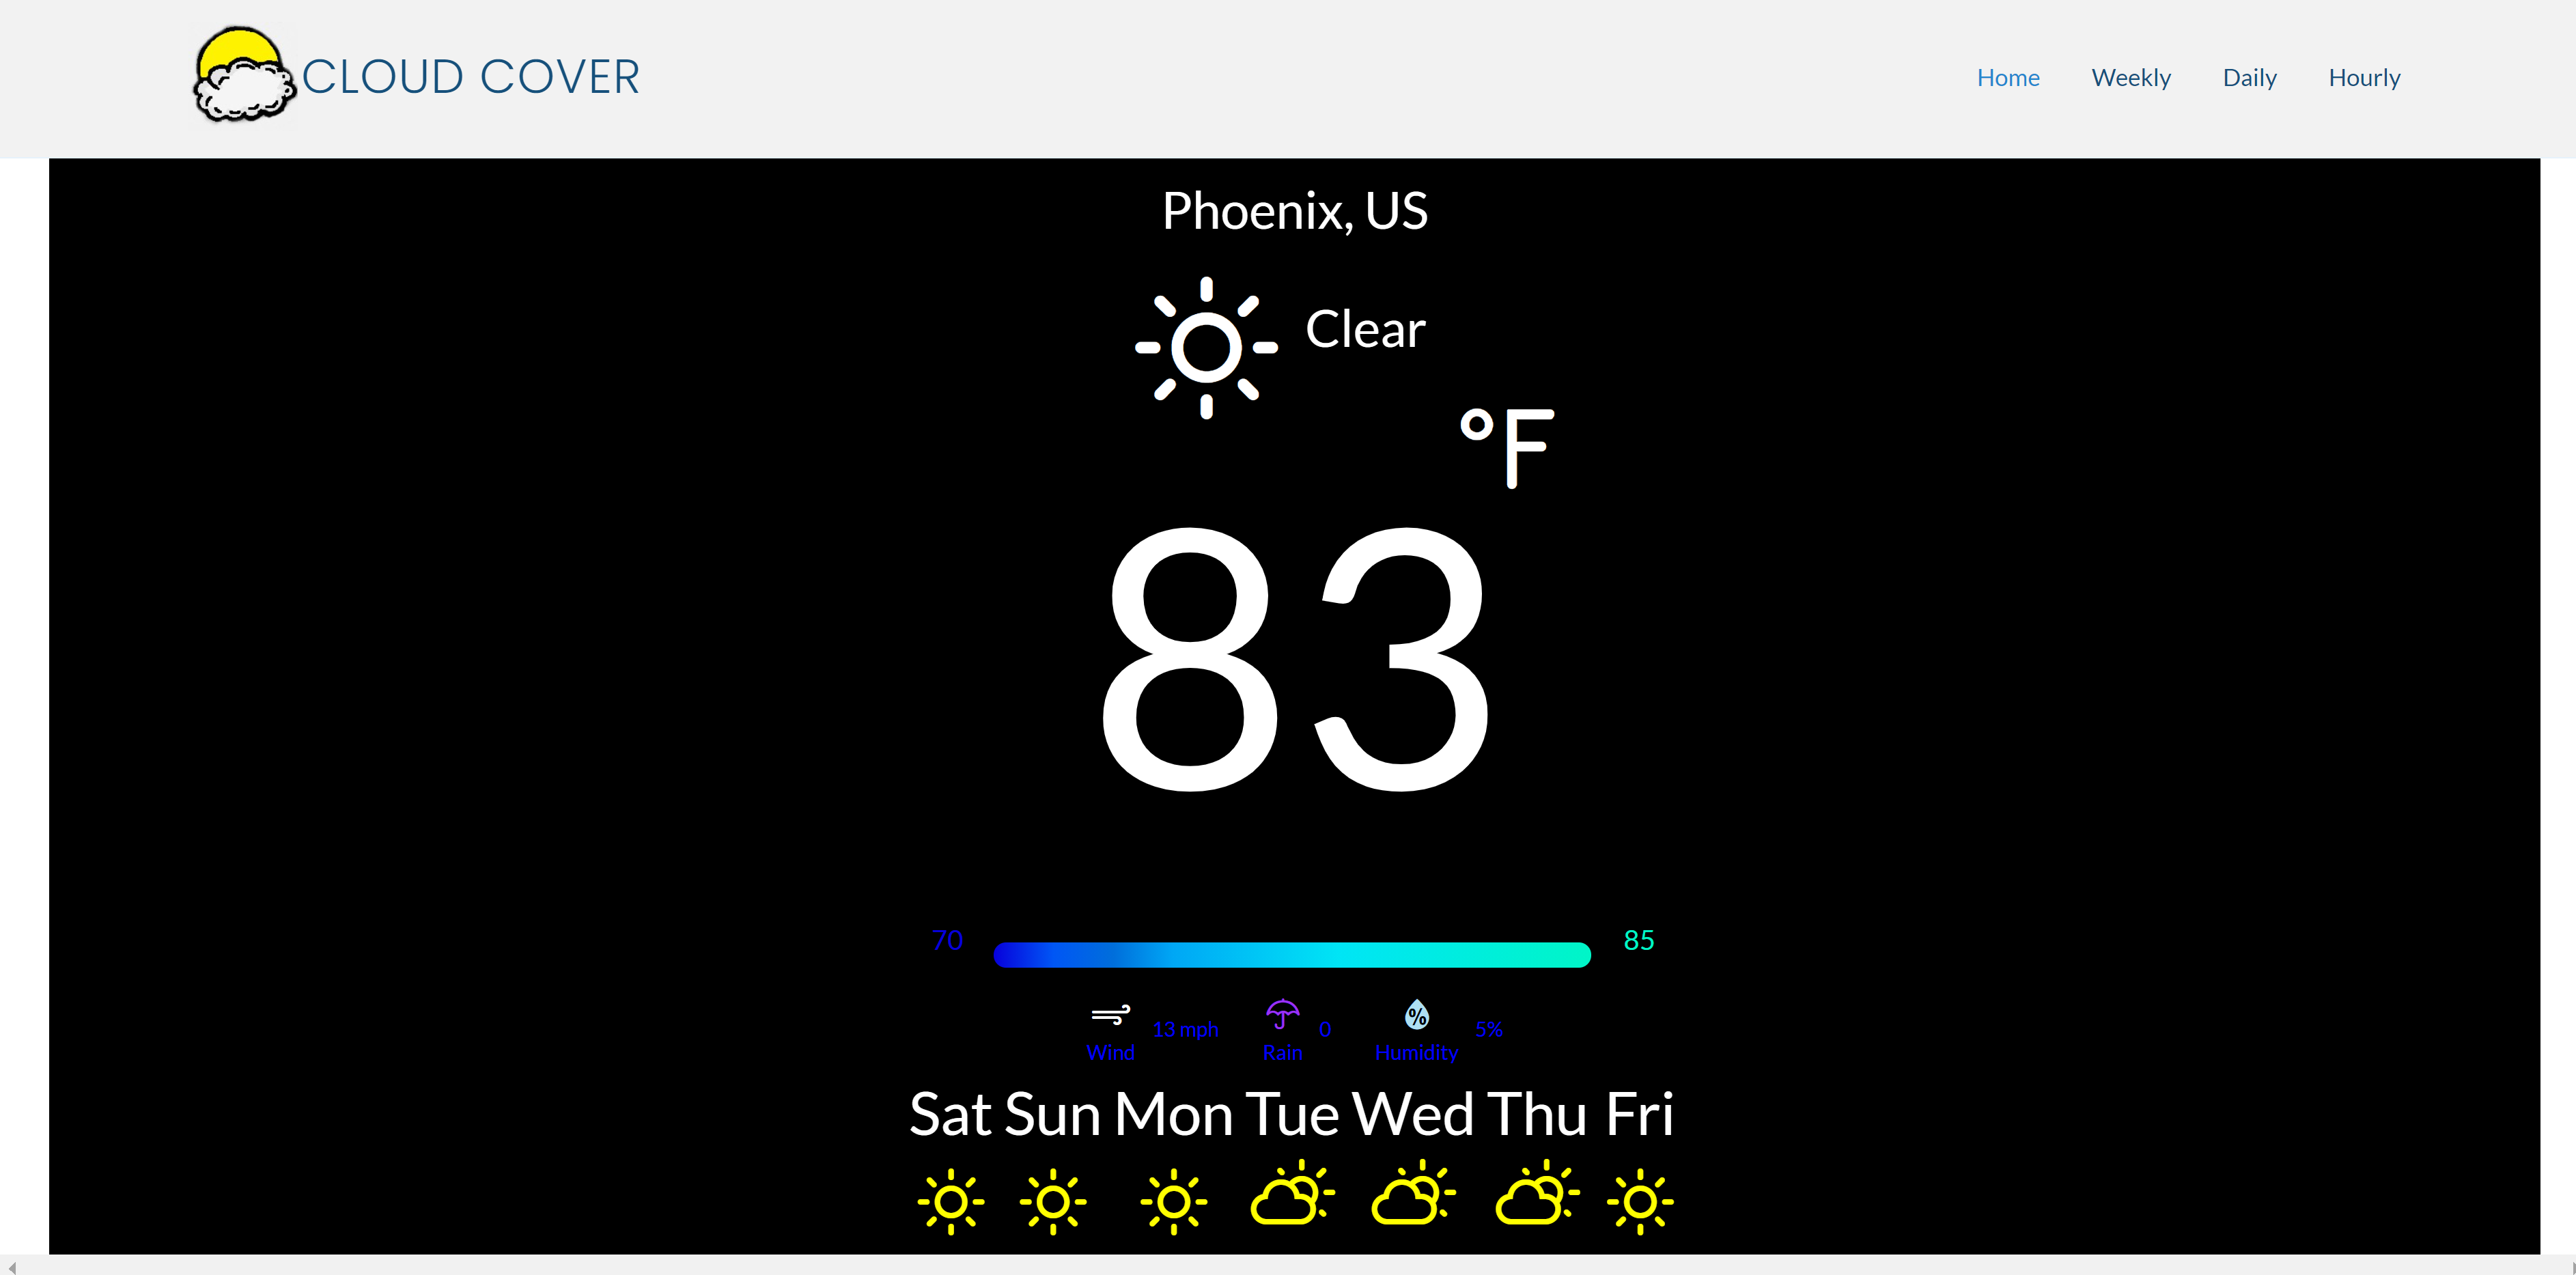 CLOUD COVER
Home Weekly Daily Hourly
Phoenix, US
Clear
°F
83
70 85
13 mph 0 % 5%
Wind Rain Humidity
Sat Sun Mon Tue Wed Thu Fri